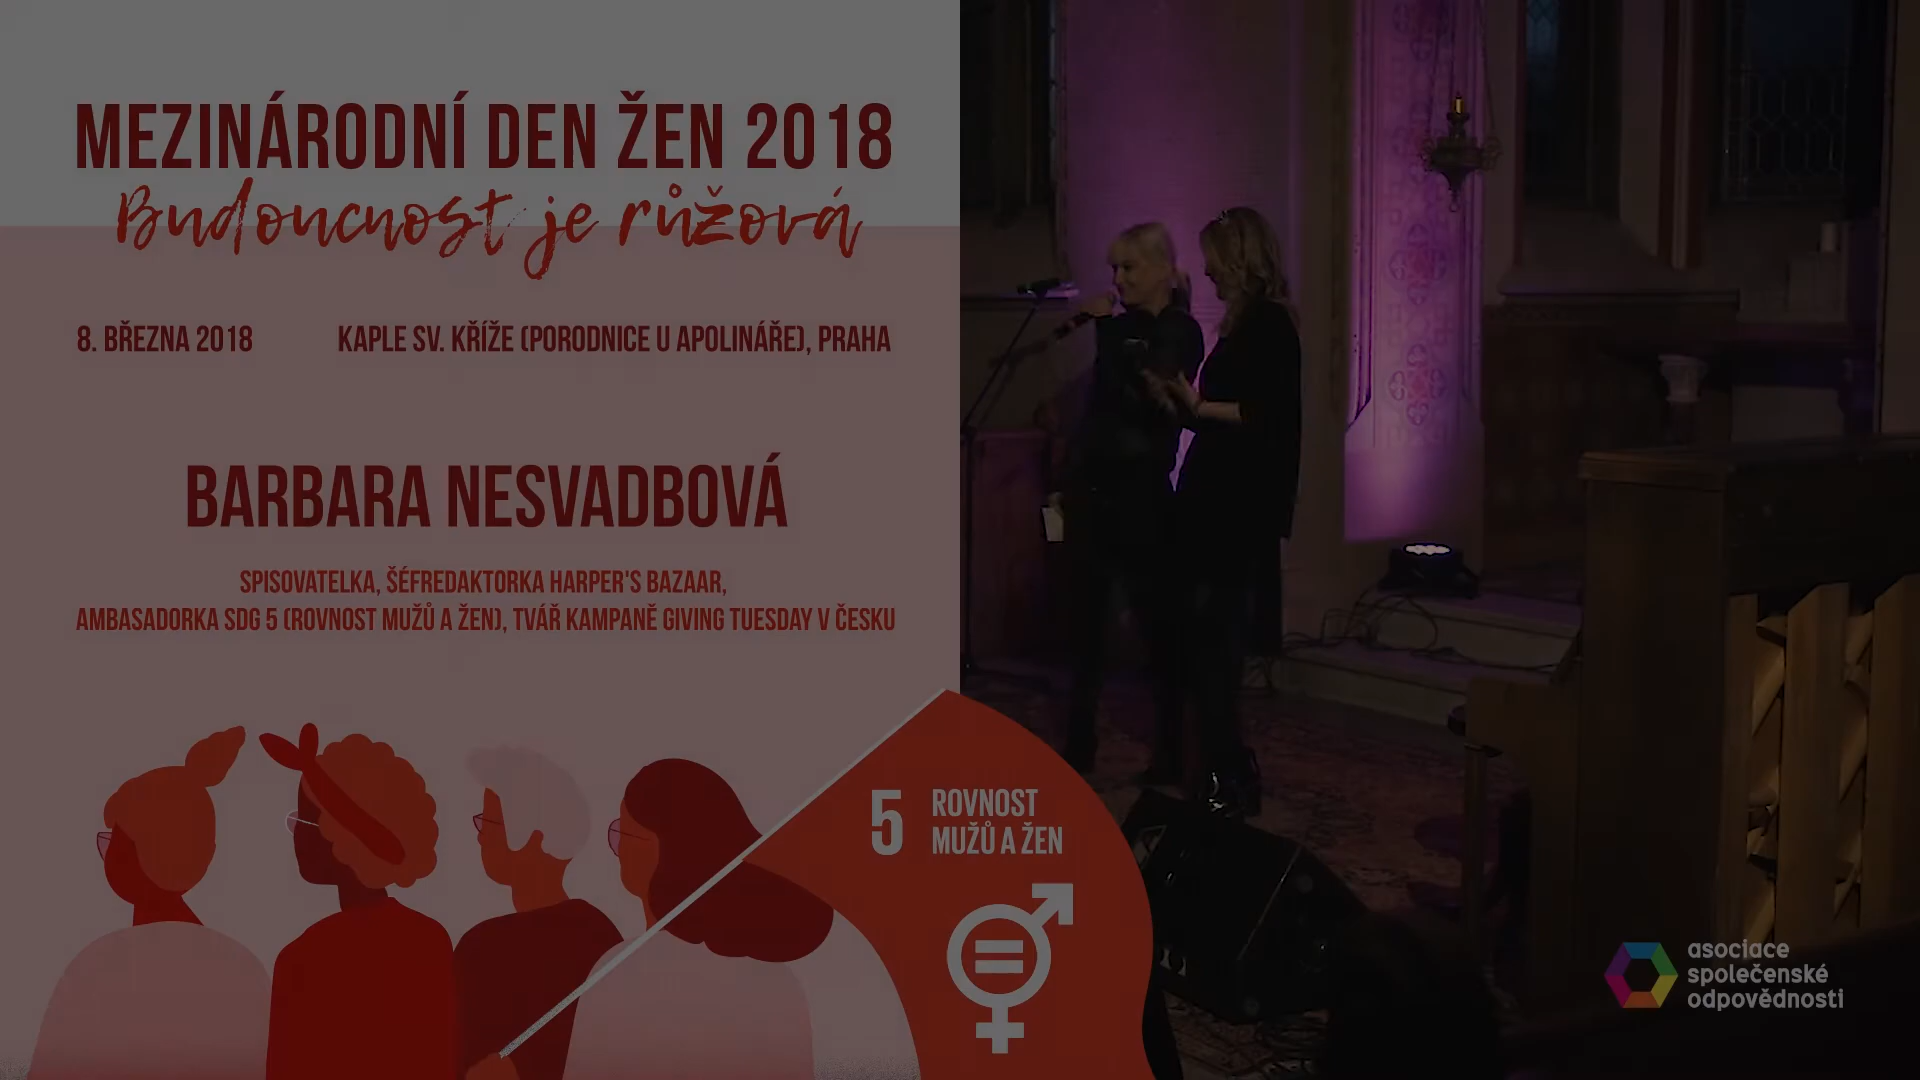 MEZINÁRODNÍ DEN ŽEN 2018
Budoucnost je růžová
8. BŘEZNA 2018 KAPLE SV. KŘÍŽE (PORODNICE U APOLINÁŘE), PRAHA
BARBARA NESVADBOVÁ
SPISOVATELKA, ŠÉFREDAKTORKA HARPER'S BAZAAR,
AMBASADORKA SDG 5 (ROVNOST MUŽŮ A ŽEN), TVÁŘ KAMPANĚ GIVING TUESDAY V ČESKU
5 ROVNOST
MUŽŮ A ŽEN
asociace
společenské
odpovědnosti